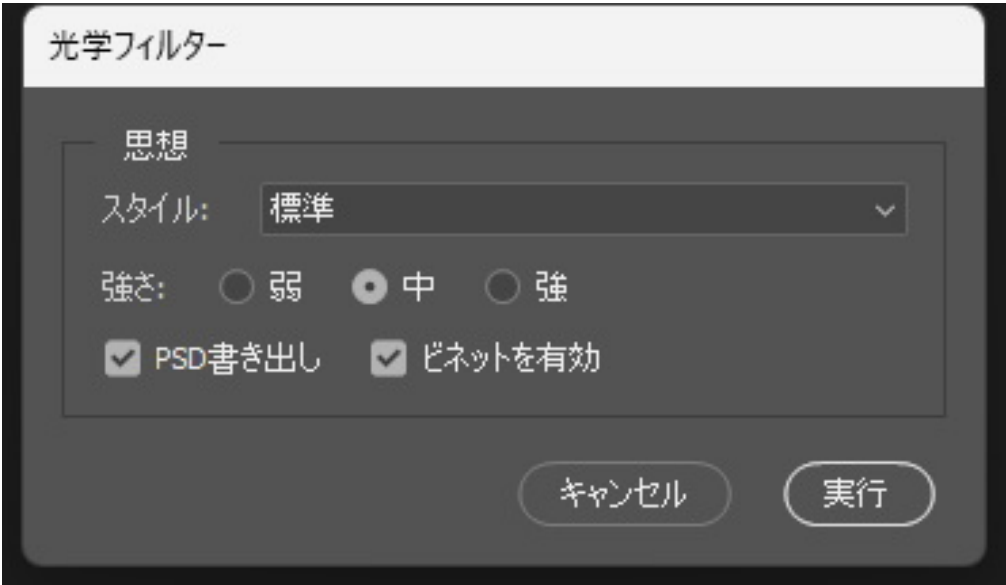 光学フィルター
思想
スタイル: 標準
強さ: 弱 中 強
PSD書き出し ビネットを有効
キャンセル 実行